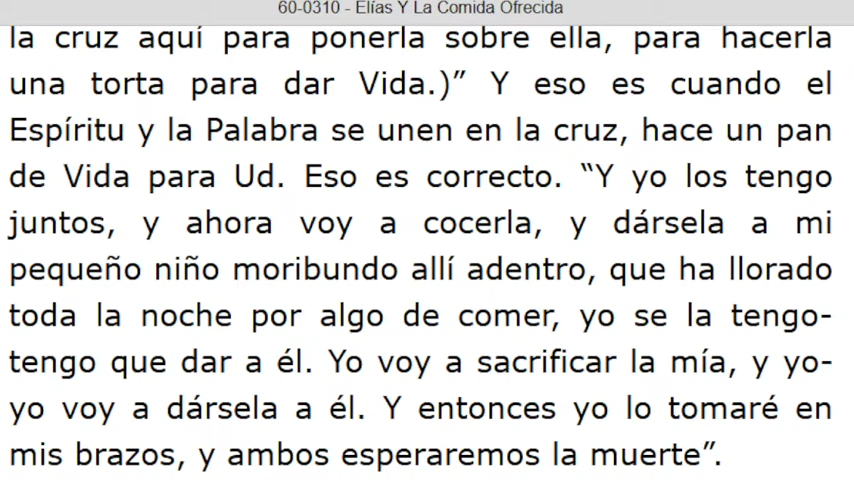 60-0310 - Elías Y La Comida Ofrecida
la cruz aquí para ponerla sobre ella, para hacerla
una torta para dar Vida.)” Y eso es cuando el
Espíritu y la Palabra se unen en la cruz, hace un pan
de Vida para Ud. Eso es correcto. “Y yo los tengo
juntos, y ahora voy a cocerla, y dársela a mi
pequeño niño moribundo allí adentro, que ha llorado
toda la noche por algo de comer, yo se la tengo-
tengo que dar a él. Yo voy a sacrificar la mía, y yo-
yo voy a dársela a él. Y entonces yo lo tomaré en
mis brazos, y ambos esperaremos la muerte”.